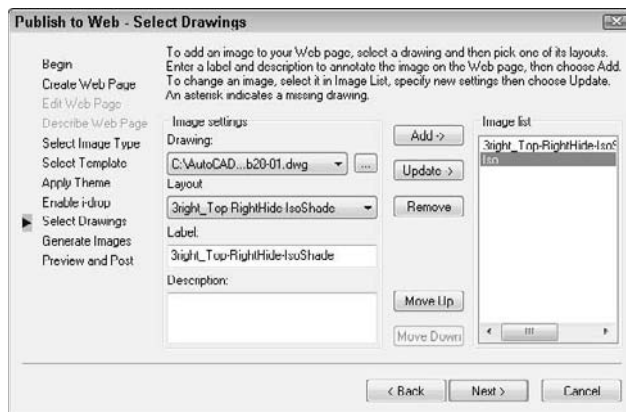 Publish to Web - Select Drawings
To add an image to your Web page, select a drawing and then pick one of its layouts.
Enter a label and description to annotate the image on the Web page, then choose Add.
To change an image, select it in Image List, specify new settings then choose Update.
An asterisk indicates a missing drawing.
Begin
Create Web Page
Edit Web Page
Describe Web Page
Select Image Type
Select Template
Apply Theme
Enable i-drop
Select Drawings
Generate Images
Preview and Post
Image settings
Drawing:
C:\AutoCAD...b20-01.dwg
...
Layout
3right_Top-RightHide-IsoShade
Label:
3right_Top-RightHide-IsoShade
Description:
Add ->
Update ->
Remove
Move Up
Move Down
Image list
3right_Top-RightHide-IsoS
Iso
< Back
Next >
Cancel